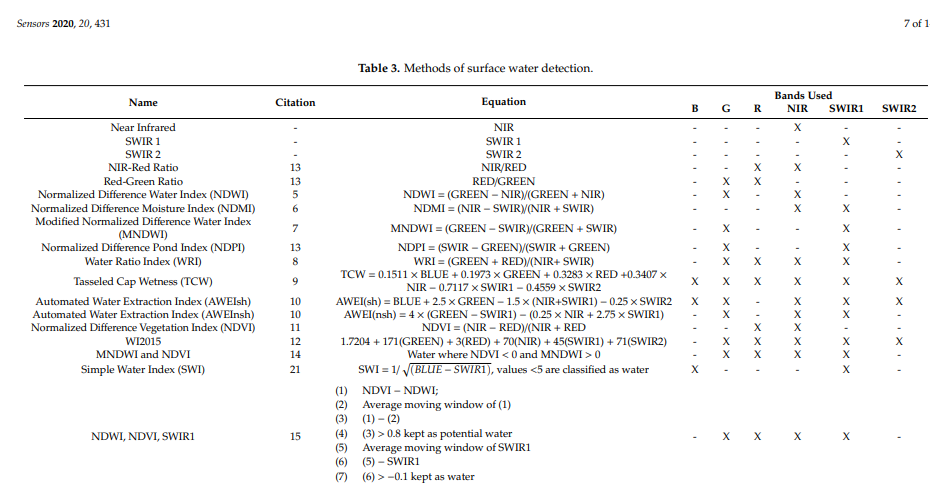 Sensors 2020, 20, 431 7 of 1
Table 3. Methods of surface water detection.
Name Citation Equation Bands Used
B G R NIR SWIR1 SWIR2
Near Infrared - NIR - - - X - -
SWIR 1 - SWIR 1 - - - - X -
SWIR 2 - SWIR 2 - - - - - X
NIR-Red Ratio 13 NIR/RED - - X X - -
Red-Green Ratio 13 RED/GREEN - X X - - -
Normalized Difference Water Index (NDWI) 5 NDWI = (GREEN − NIR)/(GREEN + NIR) - X - X - -
Normalized Difference Moisture Index (NDMI) 6 NDMI = (NIR − SWIR)/(NIR + SWIR) - - - X X -
Modified Normalized Difference Water Index
(MNDWI) 7 MNDWI = (GREEN − SWIR)/(GREEN + SWIR) - X - - X -
Normalized Difference Pond Index (NDPI) 13 NDPI = (SWIR − GREEN)/(SWIR + GREEN) - X - - X -
Water Ratio Index (WRI) 8 WRI = (GREEN + RED)/(NIR+ SWIR) - X X X X -
Tasseled Cap Wetness (TCW) 9 TCW = 0.1511 × BLUE + 0.1973 × GREEN + 0.3283 × RED +0.3407 ×
NIR − 0.7117 × SWIR1 − 0.4559 × SWIR2 X X X X X X
Automated Water Extraction Index (AWEIsh) 10 AWEI(sh) = BLUE + 2.5 × GREEN − 1.5 × (NIR+SWIR1) − 0.25 × SWIR2 X X - X X X
Automated Water Extraction Index (AWEInsh) 10 AWEI(nsh) = 4 × (GREEN − SWIR1) − (0.25 × NIR + 2.75 × SWIR1) - X - X X -
Normalized Difference Vegetation Index (NDVI) 11 NDVI = (NIR − RED)/(NIR + RED - - X X - -
WI2015 12 1.7204 + 171(GREEN) + 3(RED) + 70(NIR) + 45(SWIR1) + 71(SWIR2) - X X X X X
MNDWI and NDVI 14 Water where NDVI < 0 and MNDWI > 0 - X X X X -
Simple Water Index (SWI) 21 SWI = 1/√(BLUE − SWIR1), values <5 are classified as water X - - - X -
NDWI, NDVI, SWIR1 15 - X X X X -
(1) NDVI − NDWI;
(2) Average moving window of (1)
(3) (1) − (2)
(4) (3) > 0.8 kept as potential water
(5) Average moving window of SWIR1
(6) (5) − SWIR1
(7) (6) > −0.1 kept as water